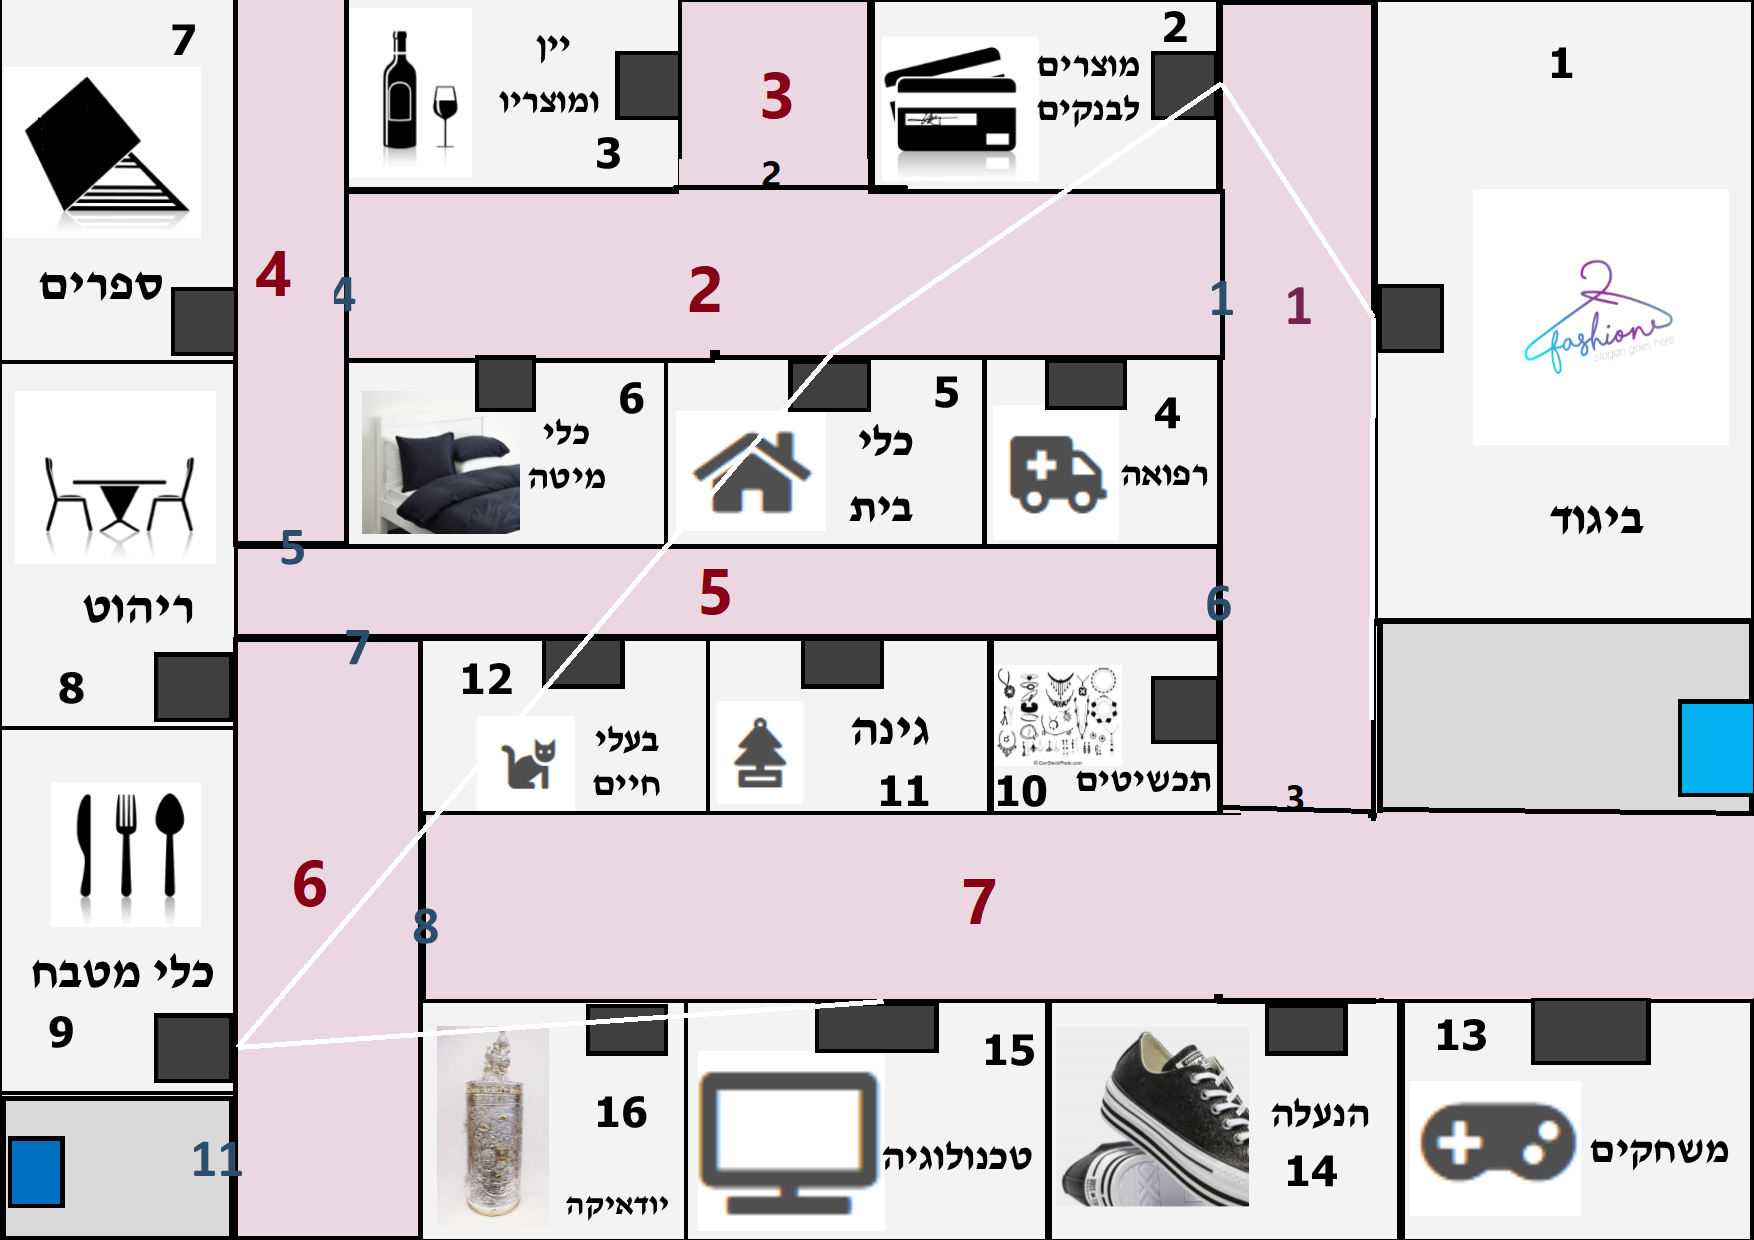 7
ספרים
יין
ומוצריו
3
3
2
2
מוצרים
לבנקים
1
fashion
slogan goes here
ביגוד
4
4
2
1
1
6
כלי
מיטה
5
כלי
בית
4
רפואה
5
5
6
7
ריהוט
8
12
בעלי
חיים
גינה
11
10
תכשיטים
© CanStockPhoto.com
3
6
8
7
כלי מטבח
9
11
16
יודאיקה
15
טכנולוגיה
הנעלה
14
13
משחקים